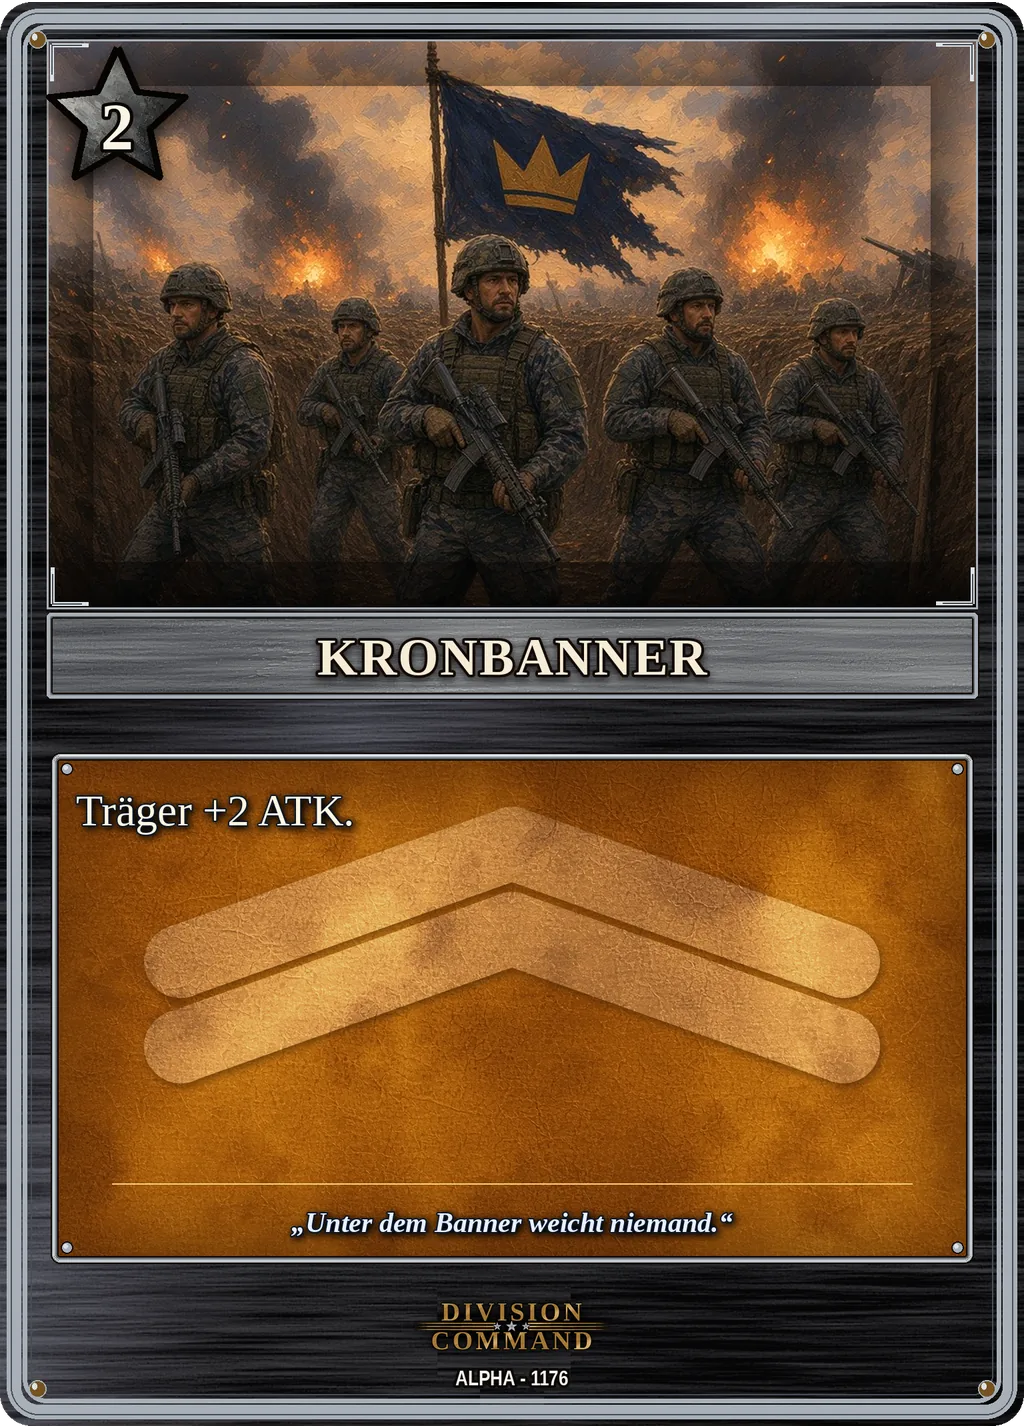 2
KRONBANNER
Träger +2 ATK.
„Unter dem Banner weicht niemand.“
DIVISION
COMMAND
ALPHA - 1176